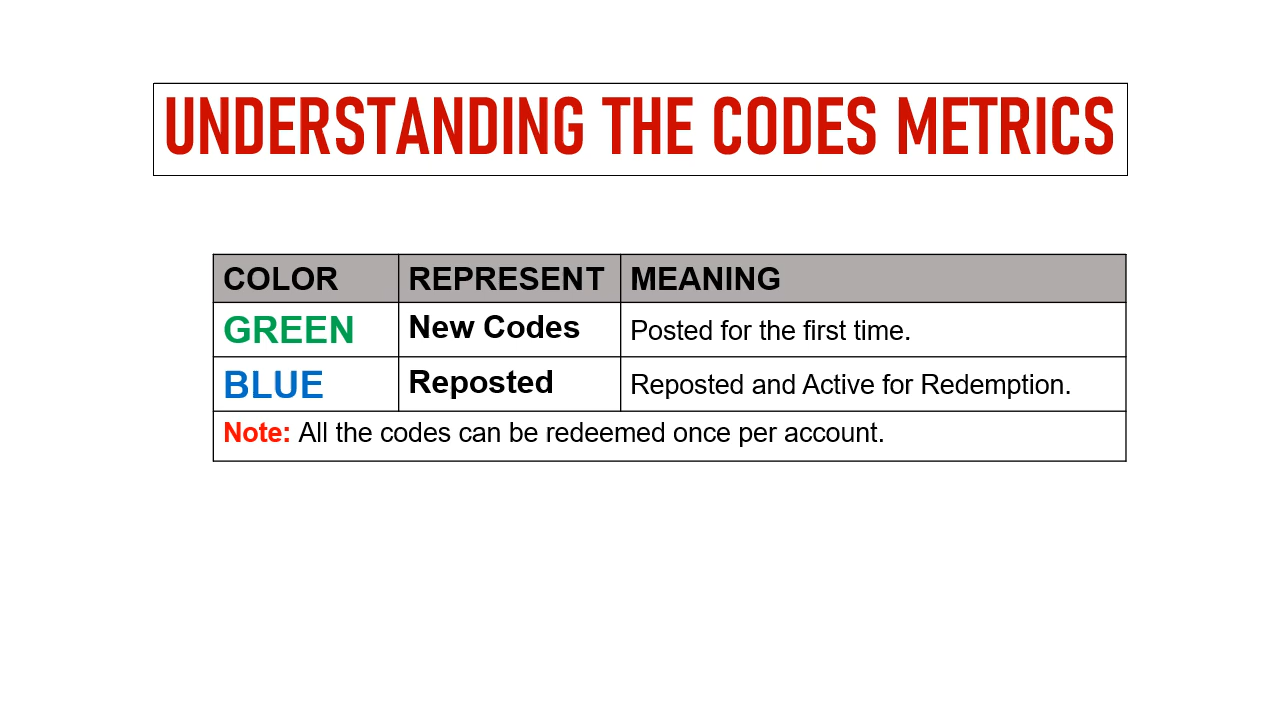 UNDERSTANDING THE CODES METRICS
COLOR REPRESENT MEANING
GREEN New Codes Posted for the first time.
BLUE Reposted Reposted and Active for Redemption.
Note: All the codes can be redeemed once per account.